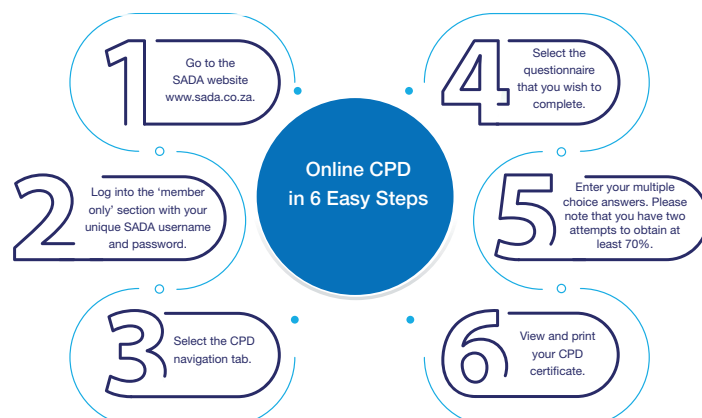 Online CPD
in 6 Easy Steps
1
Go to the
SADA website
www.sada.co.za.
2
Log into the ‘member
only’ section with your
unique SADA username
and password.
3
Select the CPD
navigation tab.
4
Select the
questionnaire
that you wish to
complete.
5
Enter your multiple
choice answers. Please
note that you have two
attempts to obtain at
least 70%.
6
View and print
your CPD
certificate.